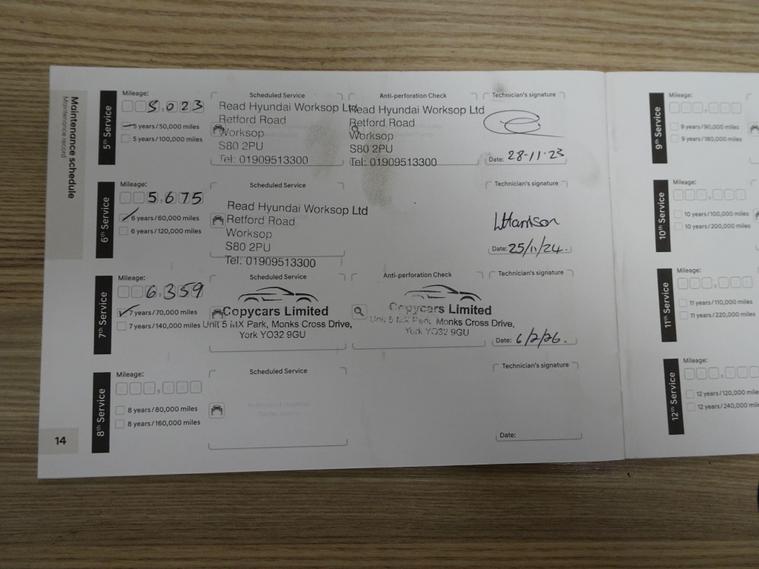 Maintenance schedule
Maintenance record
5th Service
Mileage:
5,023
5 years/50,000 miles
5 years/100,000 miles
Scheduled Service
Read Hyundai Worksop Ltd
Retford Road
Worksop
S80 2PU
Tel: 01909513300
Anti-perforation Check
Read Hyundai Worksop Ltd
Retford Road
Worksop
S80 2PU
Tel: 01909513300
Technician's signature
Date: 28-11-23
6th Service
Mileage:
5,675
6 years/60,000 miles
6 years/120,000 miles
Scheduled Service
Read Hyundai Worksop Ltd
Retford Road
Worksop
S80 2PU
Tel: 01909513300
Technician's signature
Date: 25/11/24.
7th Service
Mileage:
6,359
7 years/70,000 miles
7 years/140,000 miles
Scheduled Service
Copycars Limited
Unit 5 MX Park, Monks Cross Drive,
York YO32 9GU
Anti-perforation Check
Copycars Limited
Unit 5 MX Park, Monks Cross Drive,
York YO32 9GU
Technician's signature
Date: 6/2/26.
8th Service
Mileage:
8 years/80,000 miles
8 years/160,000 miles
Scheduled Service
Technician's signature
Date:
14
9th Service
Mileage:
9 years/90,000 miles
9 years/180,000 miles
10th Service
Mileage:
10 years/100,000 miles
10 years/200,000 miles
11th Service
Mileage:
11 years/110,000 miles
11 years/220,000 miles
12th Service
Mileage:
12 years/120,000 miles
12 years/240,000 miles